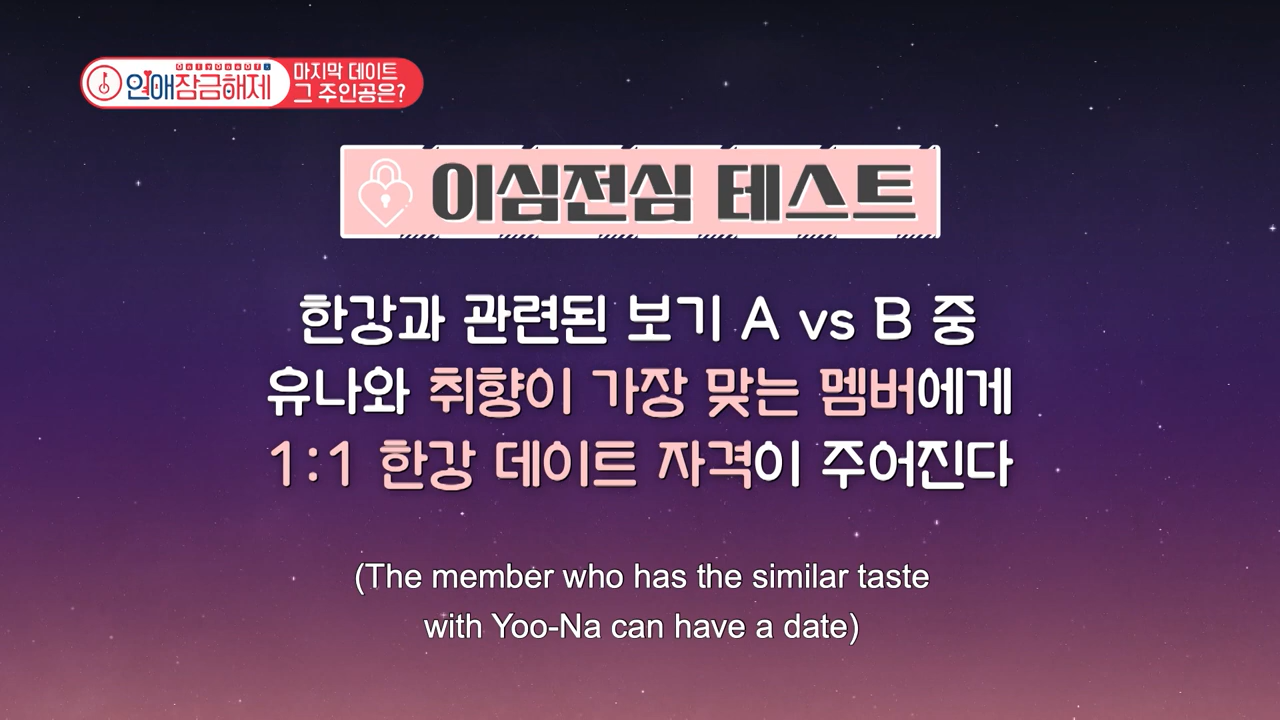 연애잠금해제
마지막 데이트
그 주인공은?
이심전심 테스트
한강과 관련된 보기 A vs B 중
유나와 취향이 가장 맞는 멤버에게
1:1 한강 데이트 자격이 주어진다
(The member who has the similar taste
with Yoo-Na can have a date)